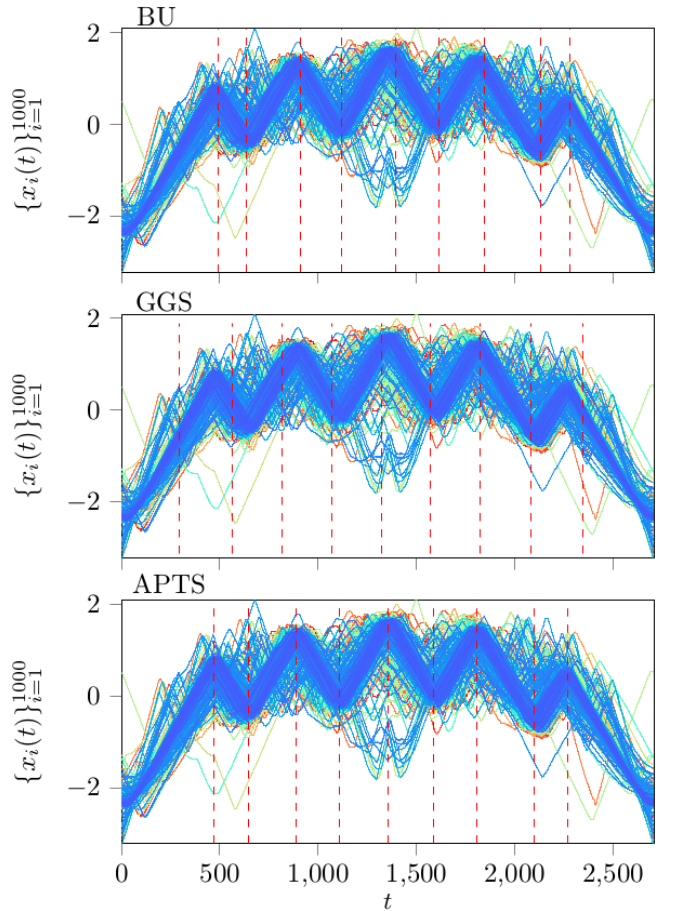 BU
2
0
−2
{x_i(t)}_{i=1}^{1000}
GGS
2
0
−2
{x_i(t)}_{i=1}^{1000}
APTS
2
0
−2
{x_i(t)}_{i=1}^{1000}
0 500 1,000 1,500 2,000 2,500
t